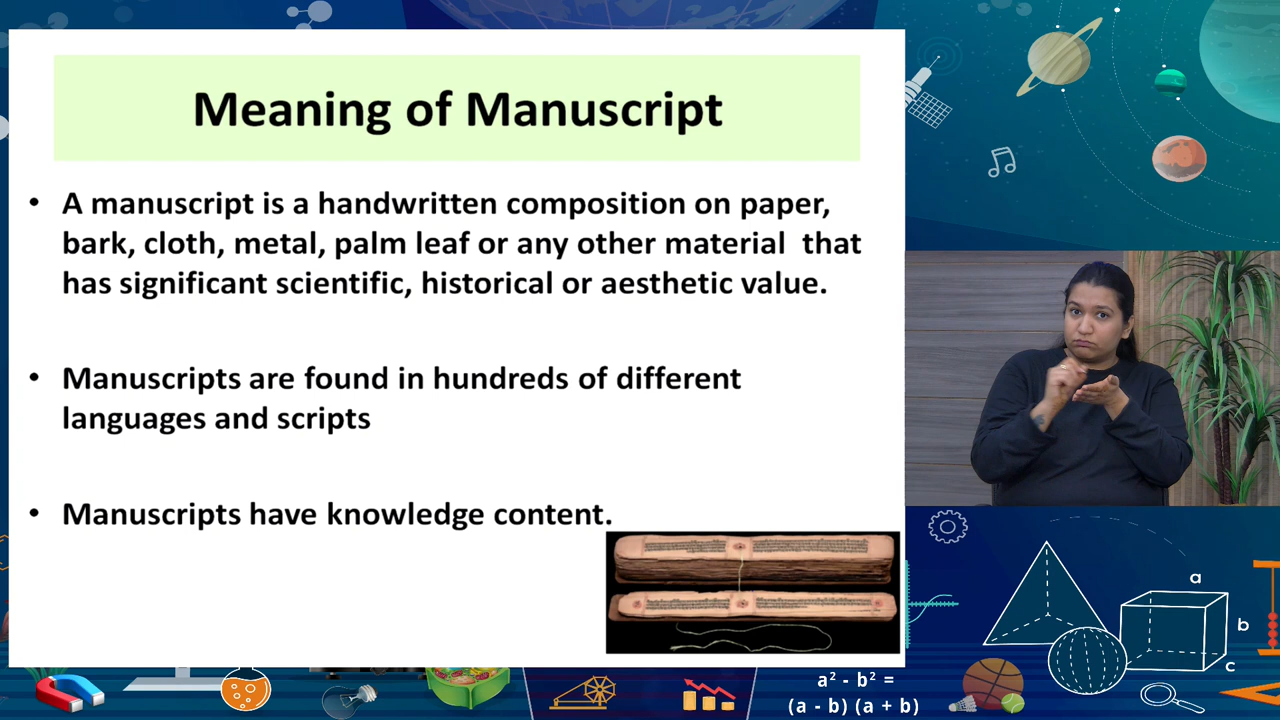 Meaning of Manuscript
• A manuscript is a handwritten composition on paper,
bark, cloth, metal, palm leaf or any other material that
has significant scientific, historical or aesthetic value.
• Manuscripts are found in hundreds of different
languages and scripts
• Manuscripts have knowledge content.
a
b
c
a² - b² =
(a - b) (a + b)